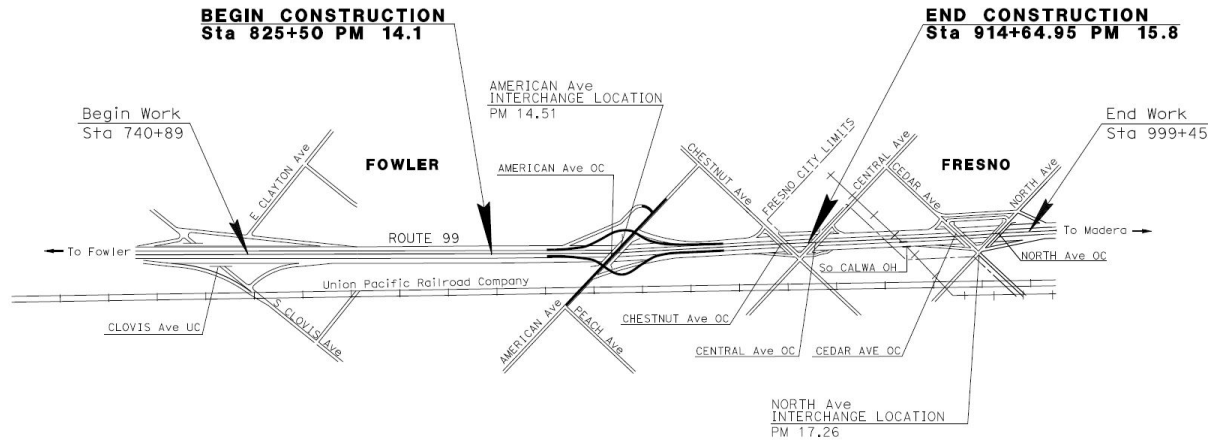 BEGIN CONSTRUCTION
Sta 825+50 PM 14.1
END CONSTRUCTION
Sta 914+64.95 PM 15.8
AMERICAN Ave
INTERCHANGE LOCATION
PM 14.51
Begin Work
Sta 740+89
End Work
Sta 999+45
E. CLAYTON Ave
FOWLER
AMERICAN Ave OC
CHESTNUT Ave
FRESNO CITY LIMITS
CENTRAL Ave
CEDAR Ave
FRESNO
NORTH Ave
To Fowler
ROUTE 99
To Madera
NORTH Ave OC
So CALWA OH
Union Pacific Railroad Company
CLOVIS Ave UC
S. CLOVIS Ave
AMERICAN Ave
PEACH Ave
CHESTNUT Ave OC
CENTRAL Ave OC
CEDAR AVE OC
NORTH Ave
INTERCHANGE LOCATION
PM 17.26